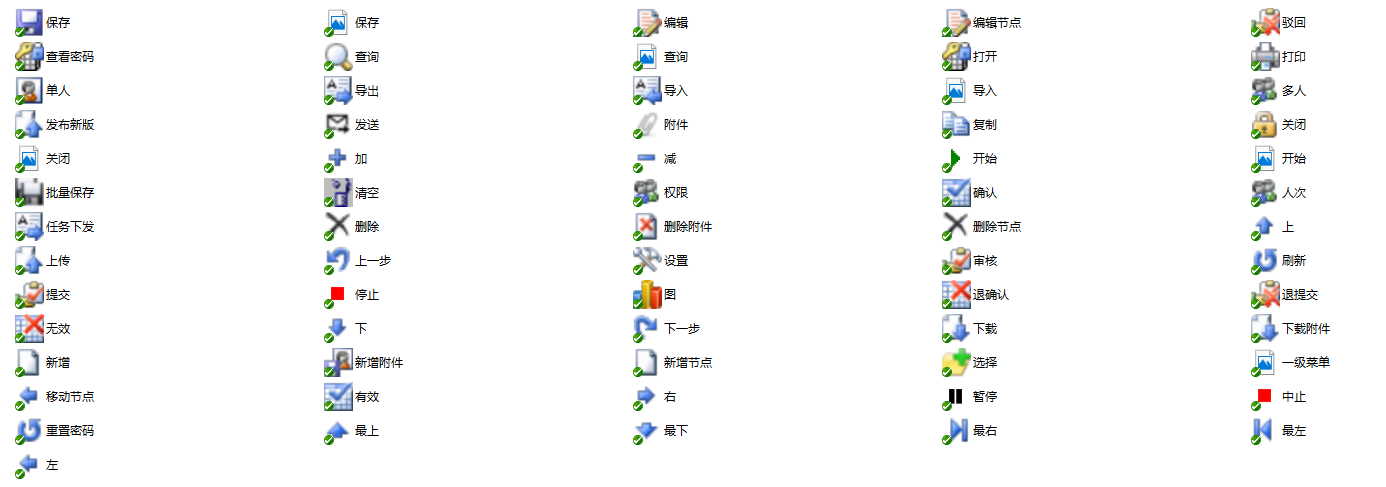 保存 保存 编辑 编辑节点 驳回
查看密码 查询 查询 打开 打印
单人 导出 导入 导入 多人
发布新版 发送 附件 复制 关闭
关闭 加 减 开始 开始
批量保存 清空 权限 确认 人次
任务下发 删除 删除附件 删除节点 上
上传 上一步 设置 审核 刷新
提交 停止 图 退确认 退提交
无效 下 下一步 下载 下载附件
新增 新增附件 新增节点 选择 一级菜单
移动节点 有效 右 暂停 中止
重置密码 最上 最下 最右 最左
左